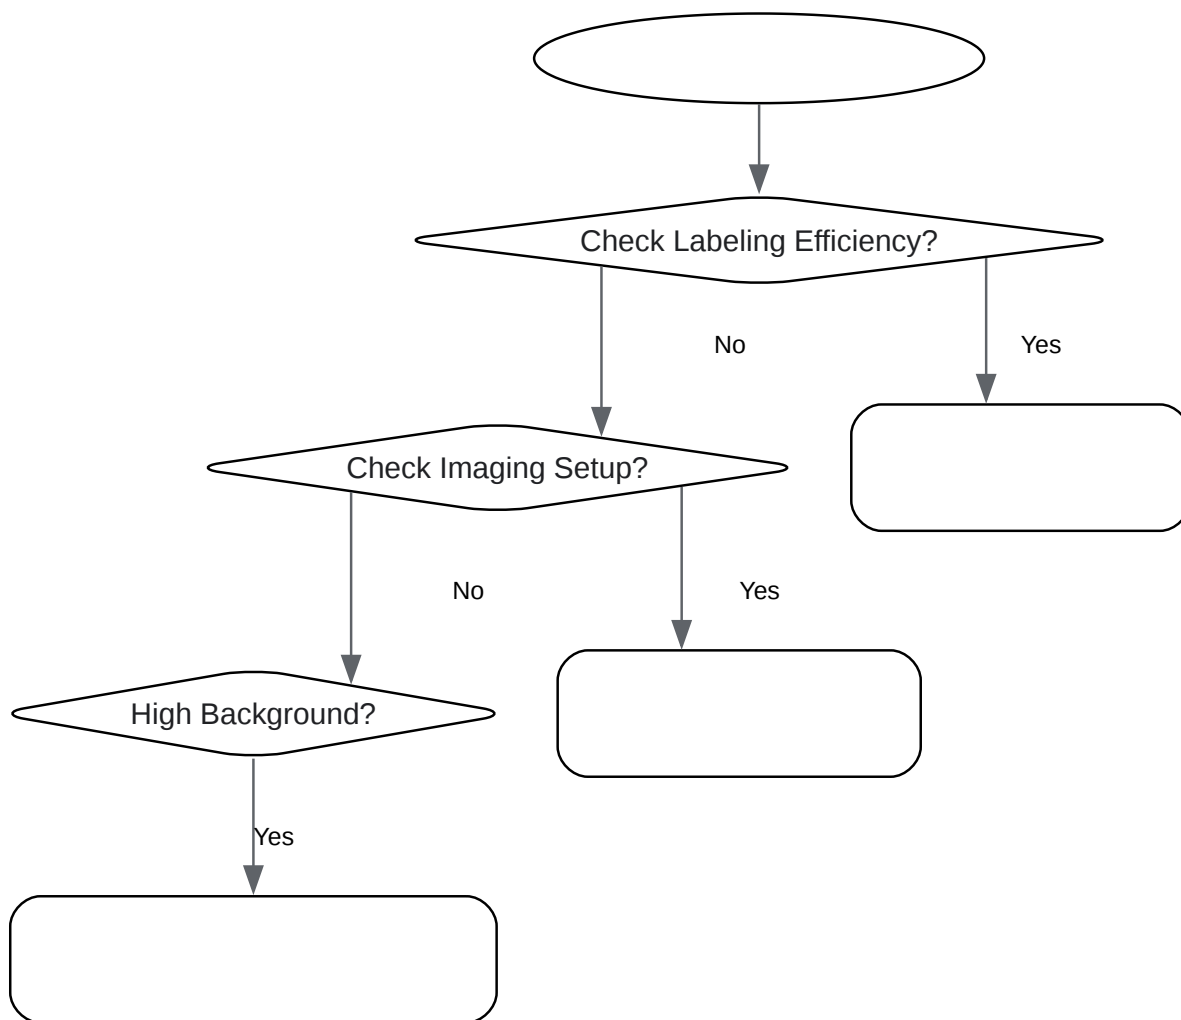 Check Labeling Efficiency?
No
Yes
Check Imaging Setup?
No
Yes
High Background?
Yes